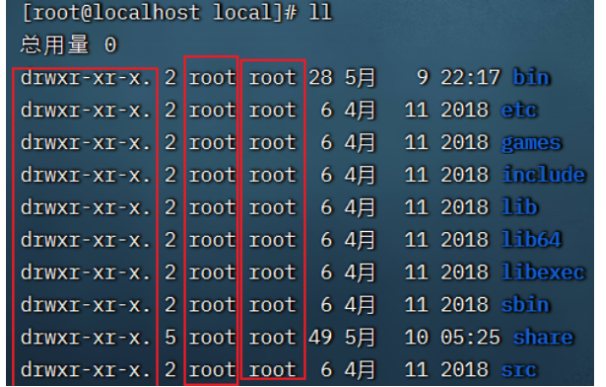 [root@localhost local]# ll
总用量 0
drwxr-xr-x. 2 root root 28 5月 9 22:17 bin
drwxr-xr-x. 2 root root 6 4月 11 2018 etc
drwxr-xr-x. 2 root root 6 4月 11 2018 games
drwxr-xr-x. 2 root root 6 4月 11 2018 include
drwxr-xr-x. 2 root root 6 4月 11 2018 lib
drwxr-xr-x. 2 root root 6 4月 11 2018 lib64
drwxr-xr-x. 2 root root 6 4月 11 2018 libexec
drwxr-xr-x. 2 root root 6 4月 11 2018 sbin
drwxr-xr-x. 5 root root 49 5月 10 05:25 share
drwxr-xr-x. 2 root root 6 4月 11 2018 src